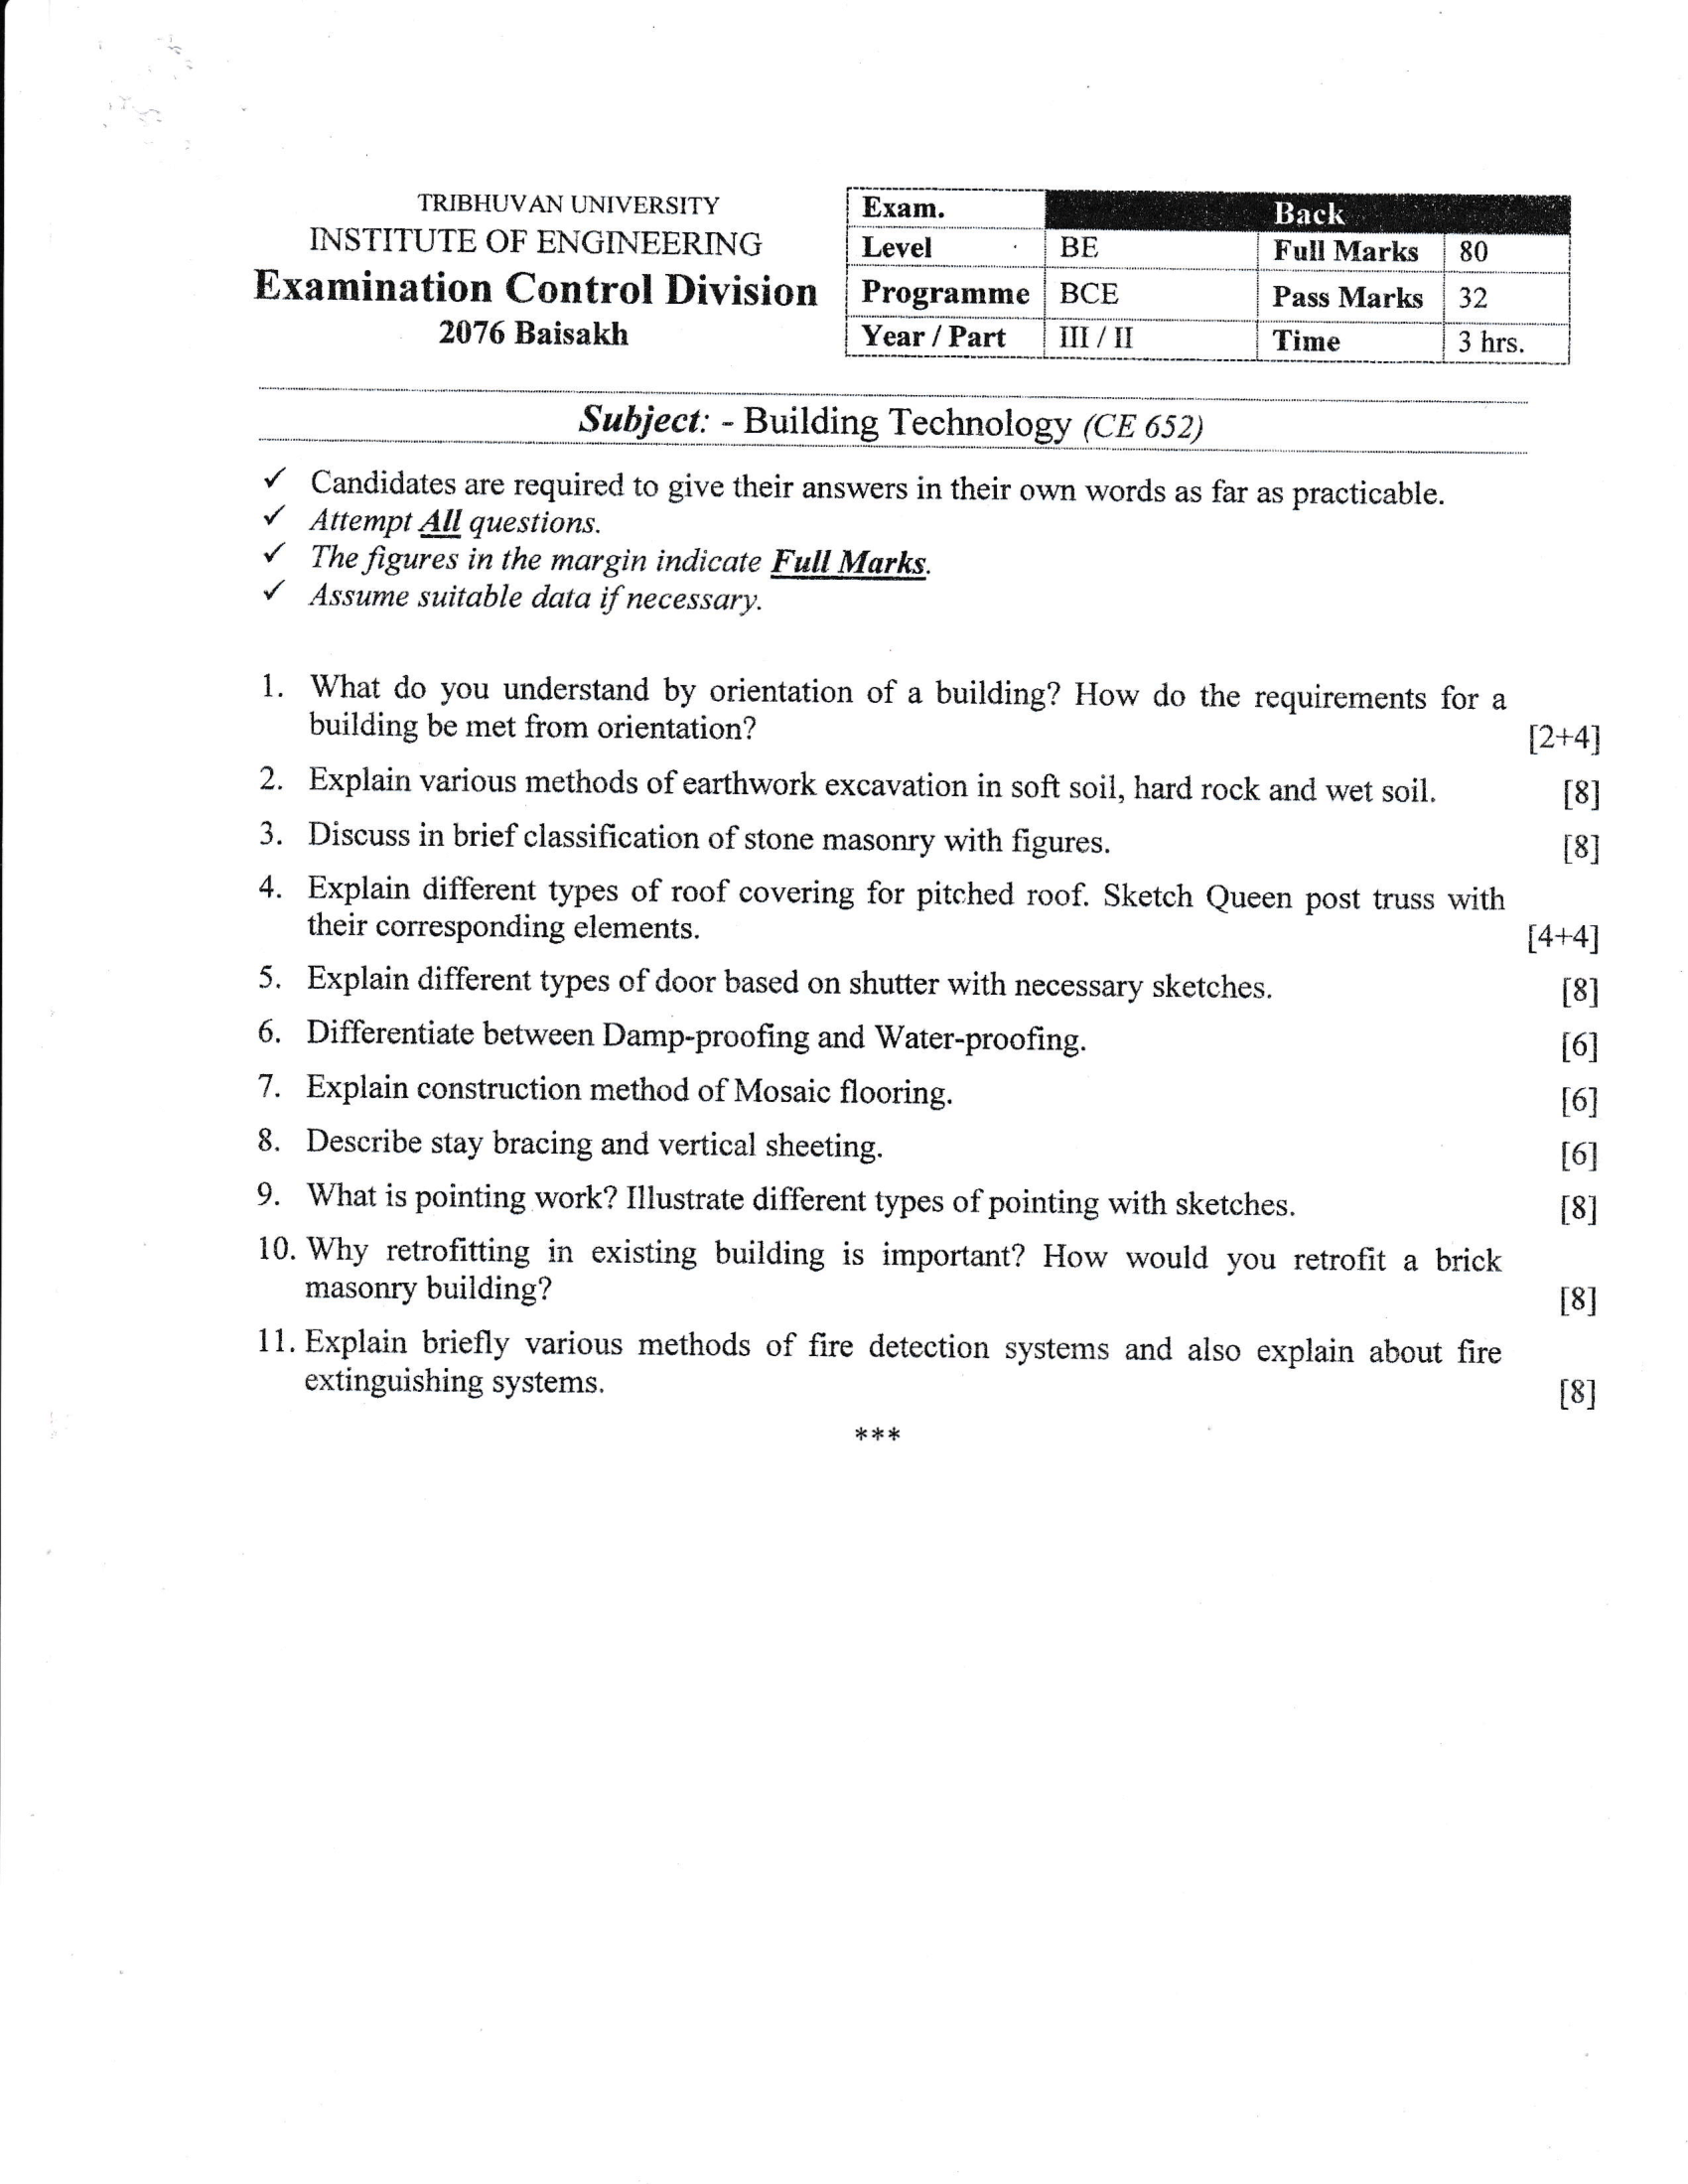 TRIBHUVAN UNIVERSITY
INSTITUTE OF ENGINEERING
Examination Control Division
2076 Baisakh
Exam. Back
Level BE Full Marks 80
Programme BCE Pass Marks 32
Year / Part III / II Time 3 hrs.
Subject: - Building Technology (CE 652)
✓ Candidates are required to give their answers in their own words as far as practicable.
✓ Attempt All questions.
✓ The figures in the margin indicate Full Marks.
✓ Assume suitable data if necessary.
1. What do you understand by orientation of a building? How do the requirements for a
building be met from orientation? [2+4]
2. Explain various methods of earthwork excavation in soft soil, hard rock and wet soil. [8]
3. Discuss in brief classification of stone masonry with figures. [8]
4. Explain different types of roof covering for pitched roof. Sketch Queen post truss with
their corresponding elements. [4+4]
5. Explain different types of door based on shutter with necessary sketches. [8]
6. Differentiate between Damp-proofing and Water-proofing. [6]
7. Explain construction method of Mosaic flooring. [6]
8. Describe stay bracing and vertical sheeting. [6]
9. What is pointing work? Illustrate different types of pointing with sketches. [8]
10. Why retrofitting in existing building is important? How would you retrofit a brick
masonry building? [8]
11. Explain briefly various methods of fire detection systems and also explain about fire
extinguishing systems. [8]
***